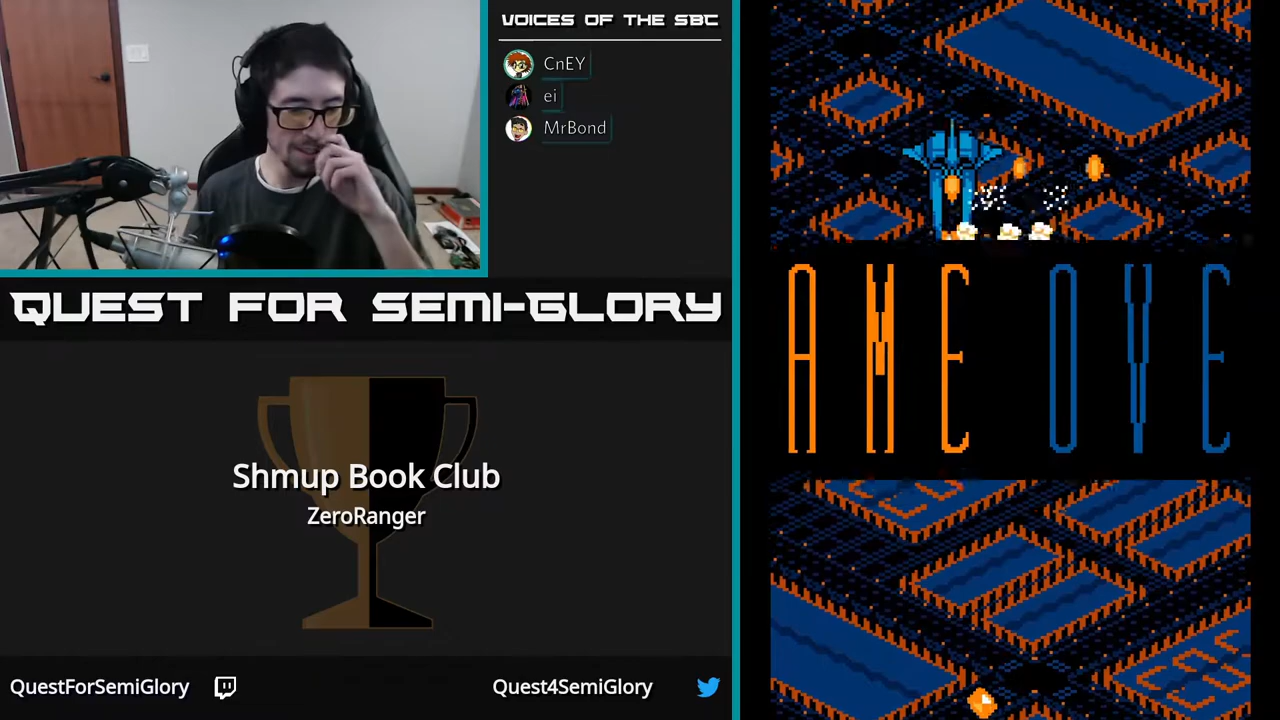 VOICES OF THE SBC
CnEY
ei
MrBond
QUEST FOR SEMI-GLORY
AME OVE
Shmup Book Club
ZeroRanger
QuestForSemiGlory
Quest4SemiGlory